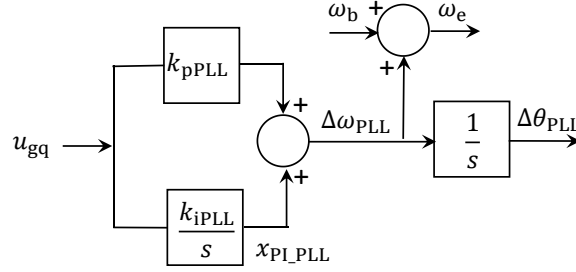 ω_b + ω_e
+
k_pPLL
+
u_gq Δω_PLL 1/s Δθ_PLL
+
k_iPLL/s
x_PI_PLL